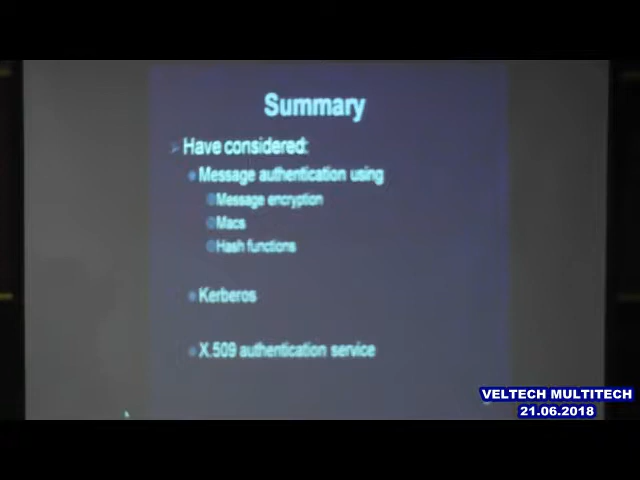 Summary
Have considered:
Message authentication using
Message encryption
Macs
Hash functions
Kerberos
X.509 authentication service
VELTECH MULTITECH
21.06.2018